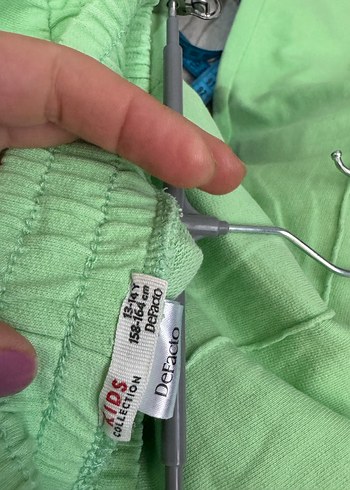 13-14 Y
158-164 cm
DeFacto
KIDS
COLLECTION
DeFacto